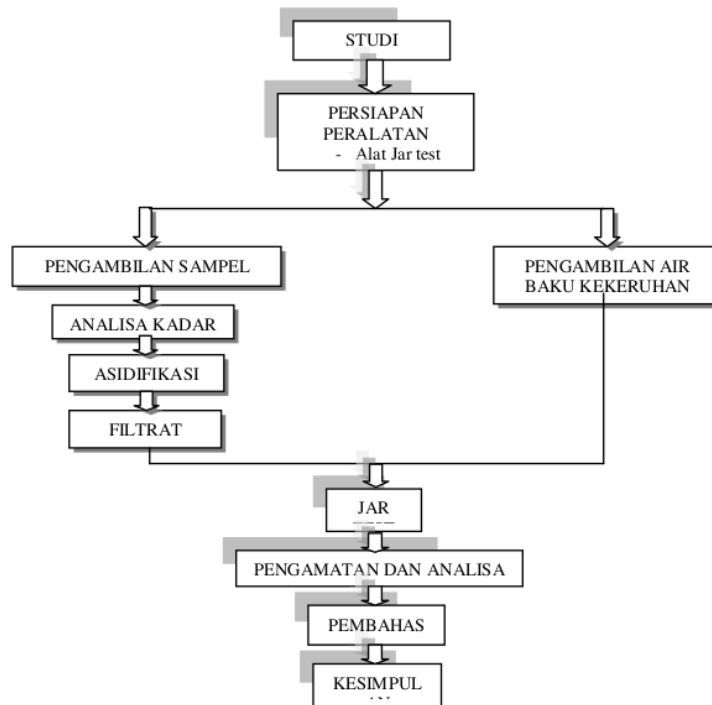 STUDI
PERSIAPAN
PERALATAN
- Alat Jar test
PENGAMBILAN SAMPEL
PENGAMBILAN AIR
BAKU KEKERUHAN
ANALISA KADAR
ASIDIFIKASI
FILTRAT
JAR
PENGAMATAN DAN ANALISA
PEMBAHAS
KESIMPUL